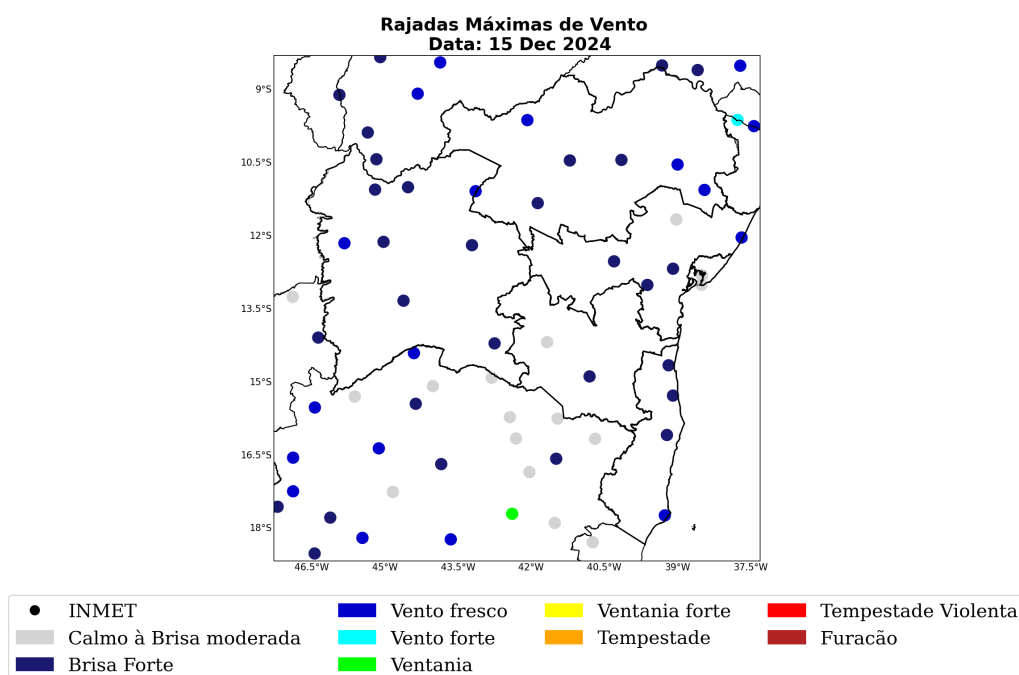 Rajadas Máximas de Vento
Data: 15 Dec 2024
9°S
10.5°S
12°S
13.5°S
15°S
16.5°S
18°S
46.5°W 45°W 43.5°W 42°W 40.5°W 39°W 37.5°W
INMET Vento fresco Ventania forte Tempestade Violenta
Calmo à Brisa moderada Vento forte Tempestade Furacão
Brisa Forte Ventania